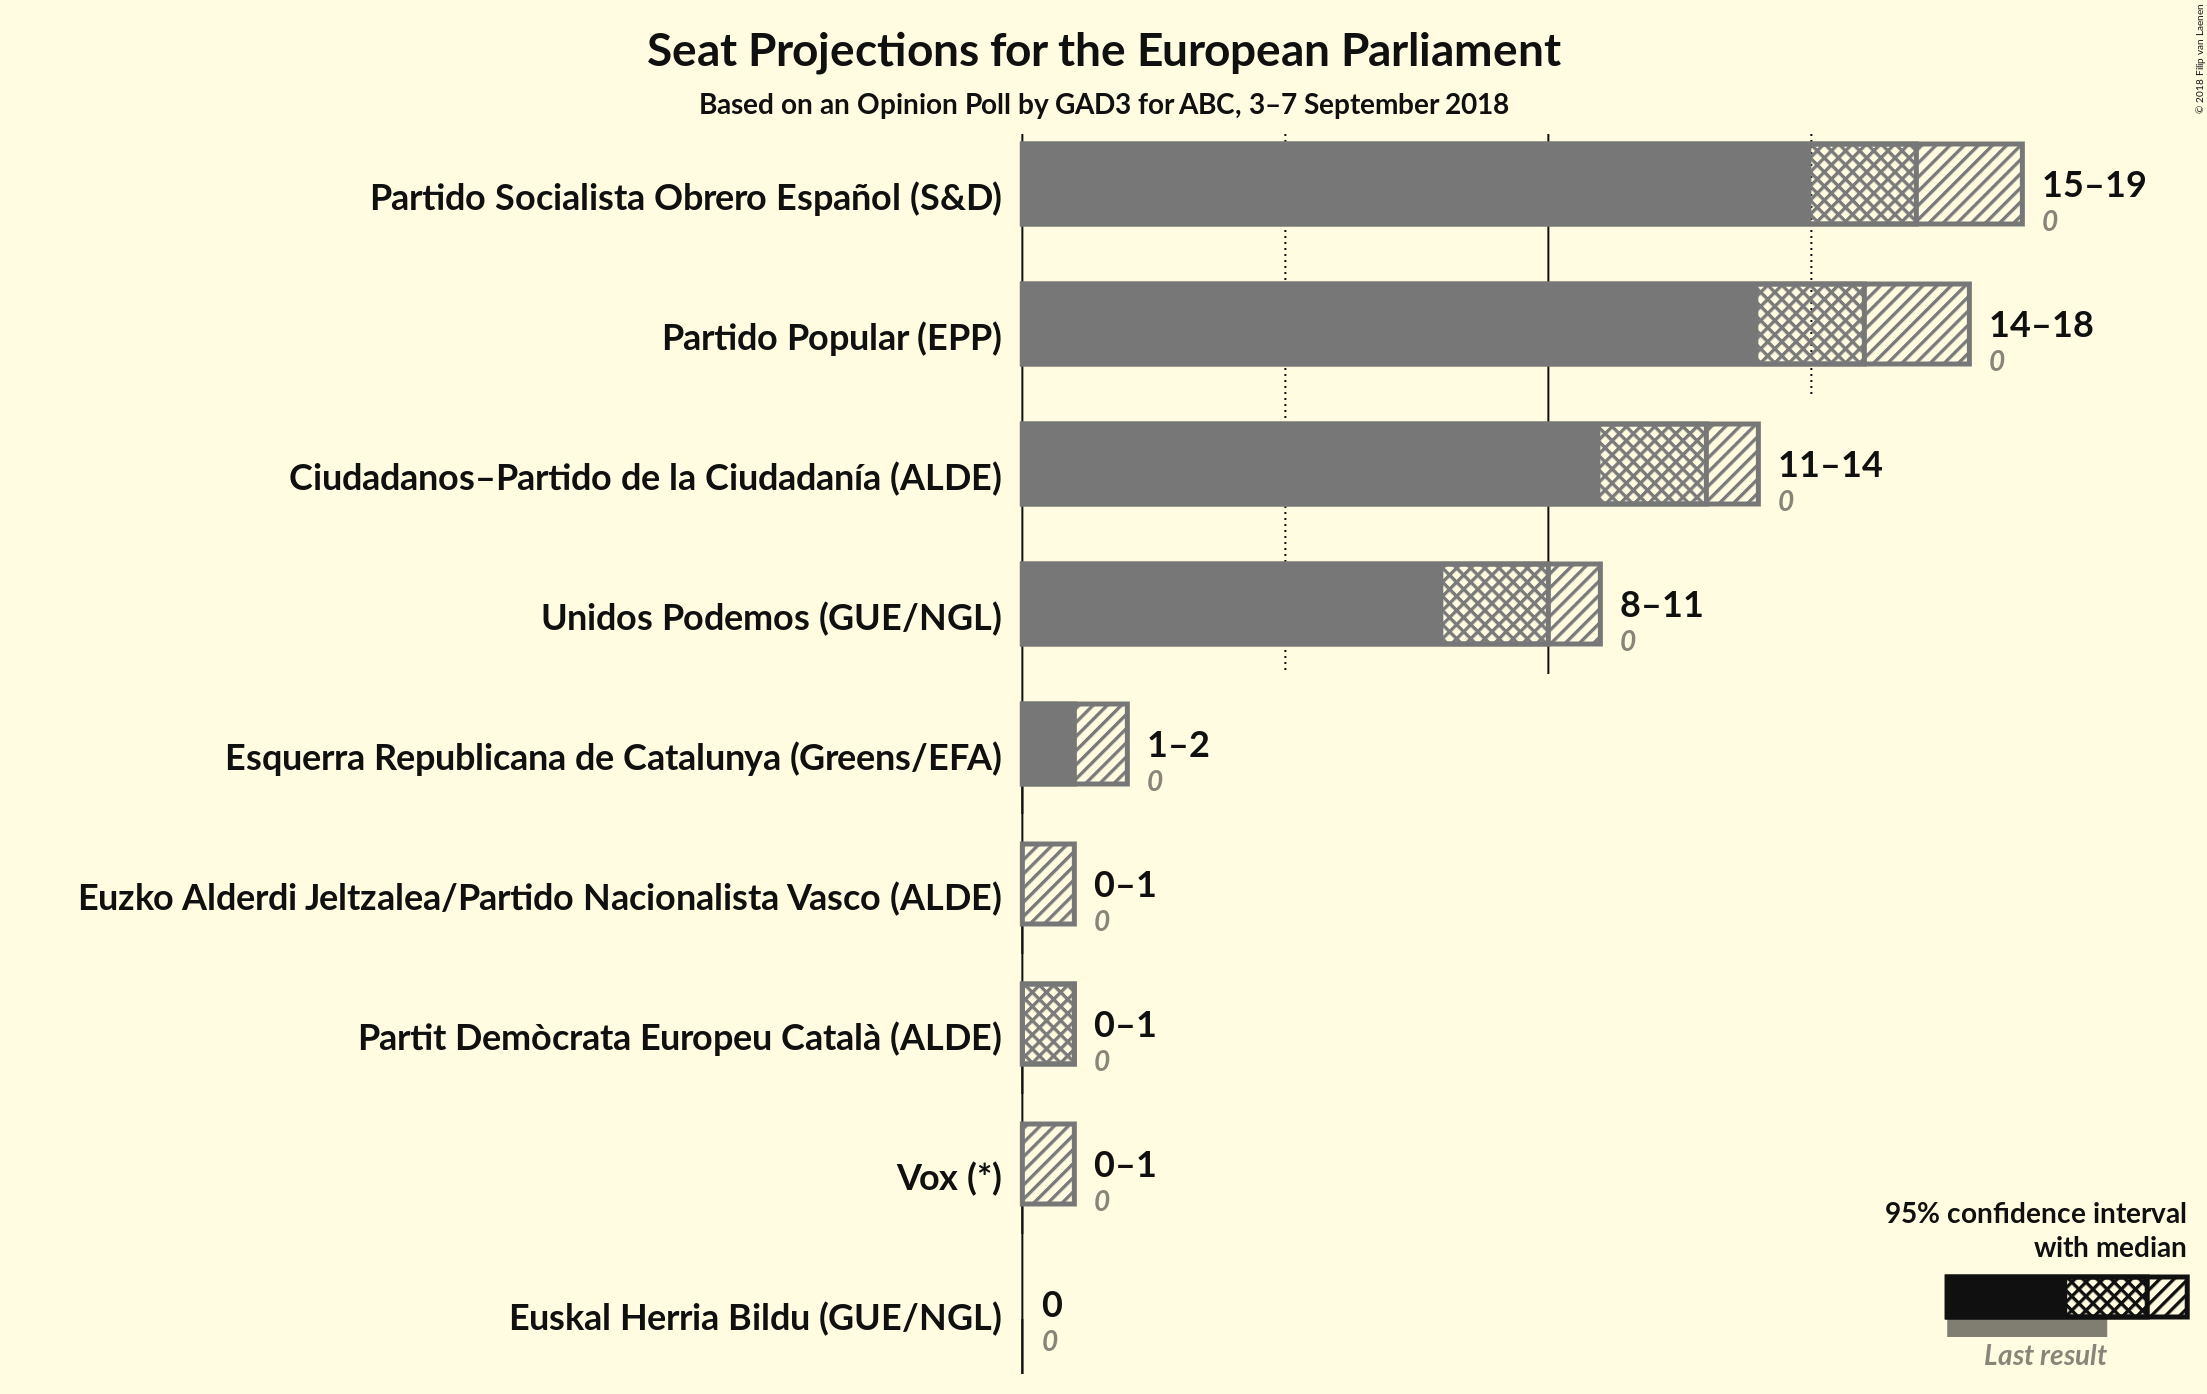 Seat Projections for the European Parliament
Based on an Opinion Poll by GAD3 for ABC, 3–7 September 2018
© 2018 Filip van Laenen
Partido Socialista Obrero Español (S&D)
15–19
0
Partido Popular (EPP)
14–18
0
Ciudadanos–Partido de la Ciudadanía (ALDE)
11–14
0
Unidos Podemos (GUE/NGL)
8–11
0
Esquerra Republicana de Catalunya (Greens/EFA)
1–2
0
Euzko Alderdi Jeltzalea/Partido Nacionalista Vasco (ALDE)
0–1
0
Partit Demòcrata Europeu Català (ALDE)
0–1
0
Vox (*)
0–1
0
Euskal Herria Bildu (GUE/NGL)
0
0
95% confidence interval
with median
Last result